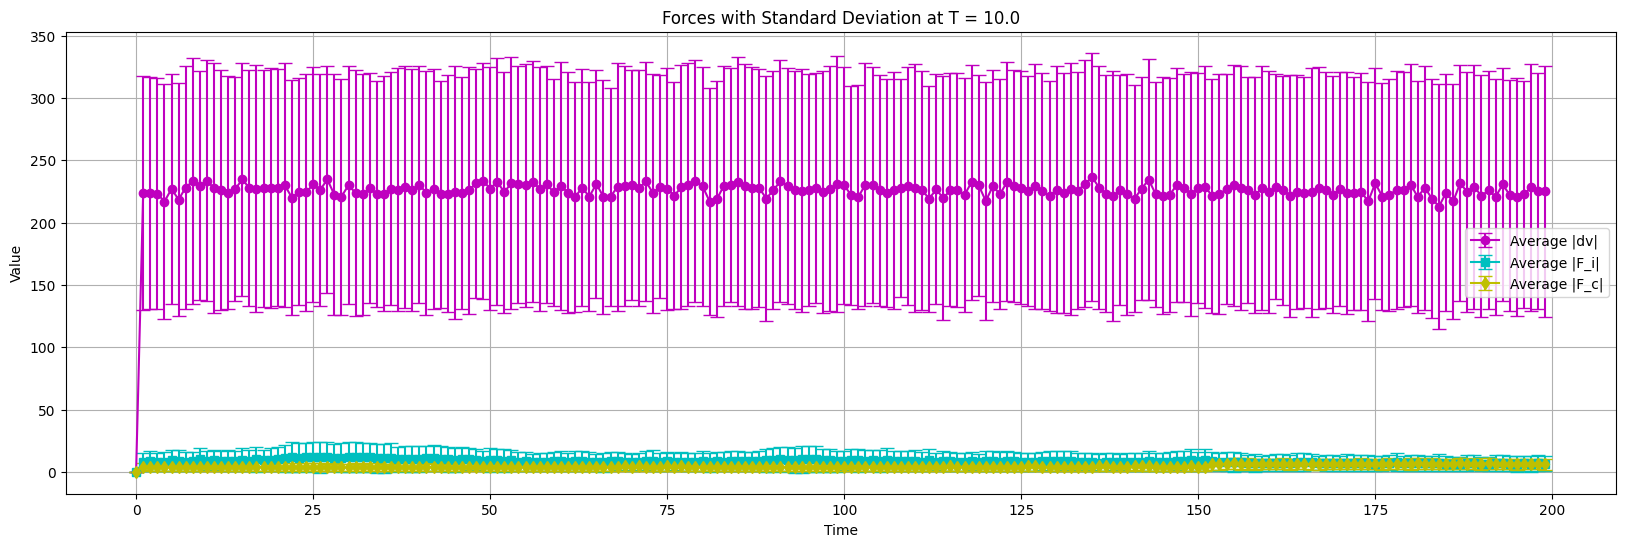 Forces with Standard Deviation at T = 10.0
350
300
250
200
150
100
50
0
Value
Average |dv|
Average |F_i|
Average |F_c|
0 25 50 75 100 125 150 175 200
Time